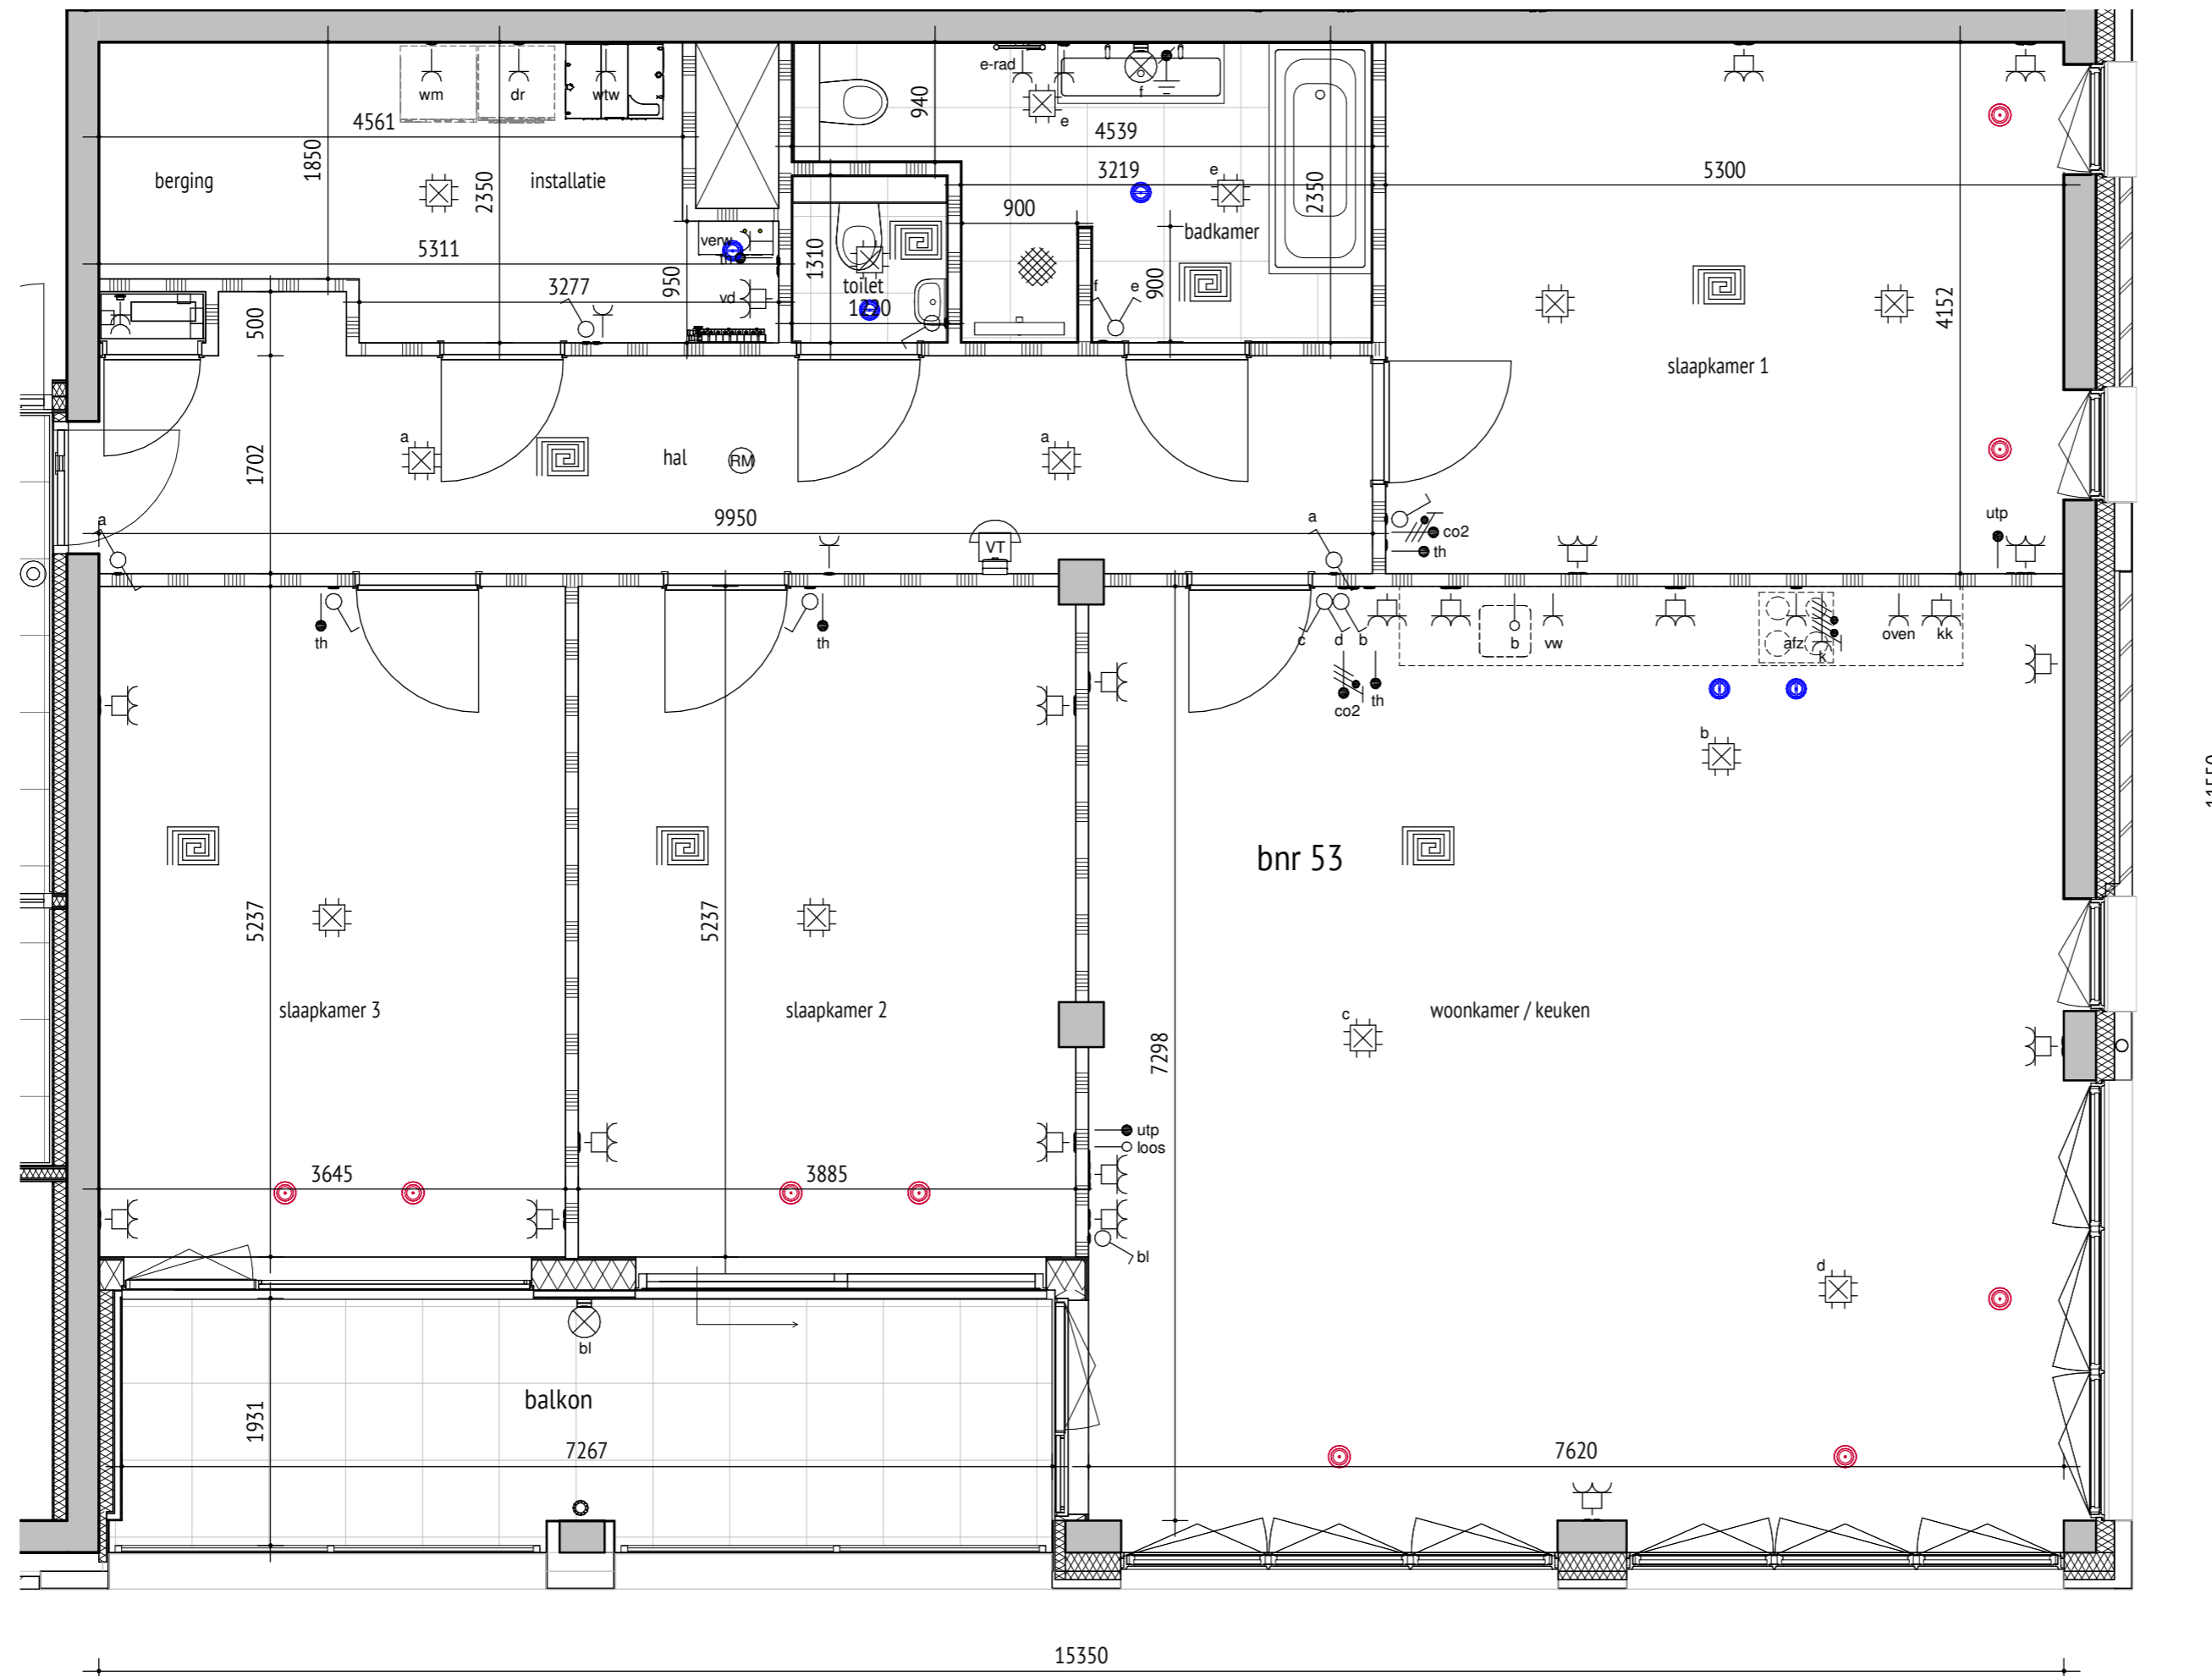 e-rad
wm
dr
wtw
f
e
940
4561
4539
1850
3219
5300
berging
2350
installatie
e
2350
900
badkamer
verw
5311
1310
th
950
toilet
3277
vd
1220
f
e
900
500
4152
slaapkamer 1
a
a
1702
hal
RM
9950
a
a
utp
co2
VT
th
th
th
c
d
b
b
vw
afz
k
oven
kk
co2
th
b
bnr 53
11550
5237
5237
slaapkamer 3
slaapkamer 2
c
woonkamer / keuken
7298
utp
loos
3645
3885
bl
d
bl
balkon
1931
7267
7620
15350